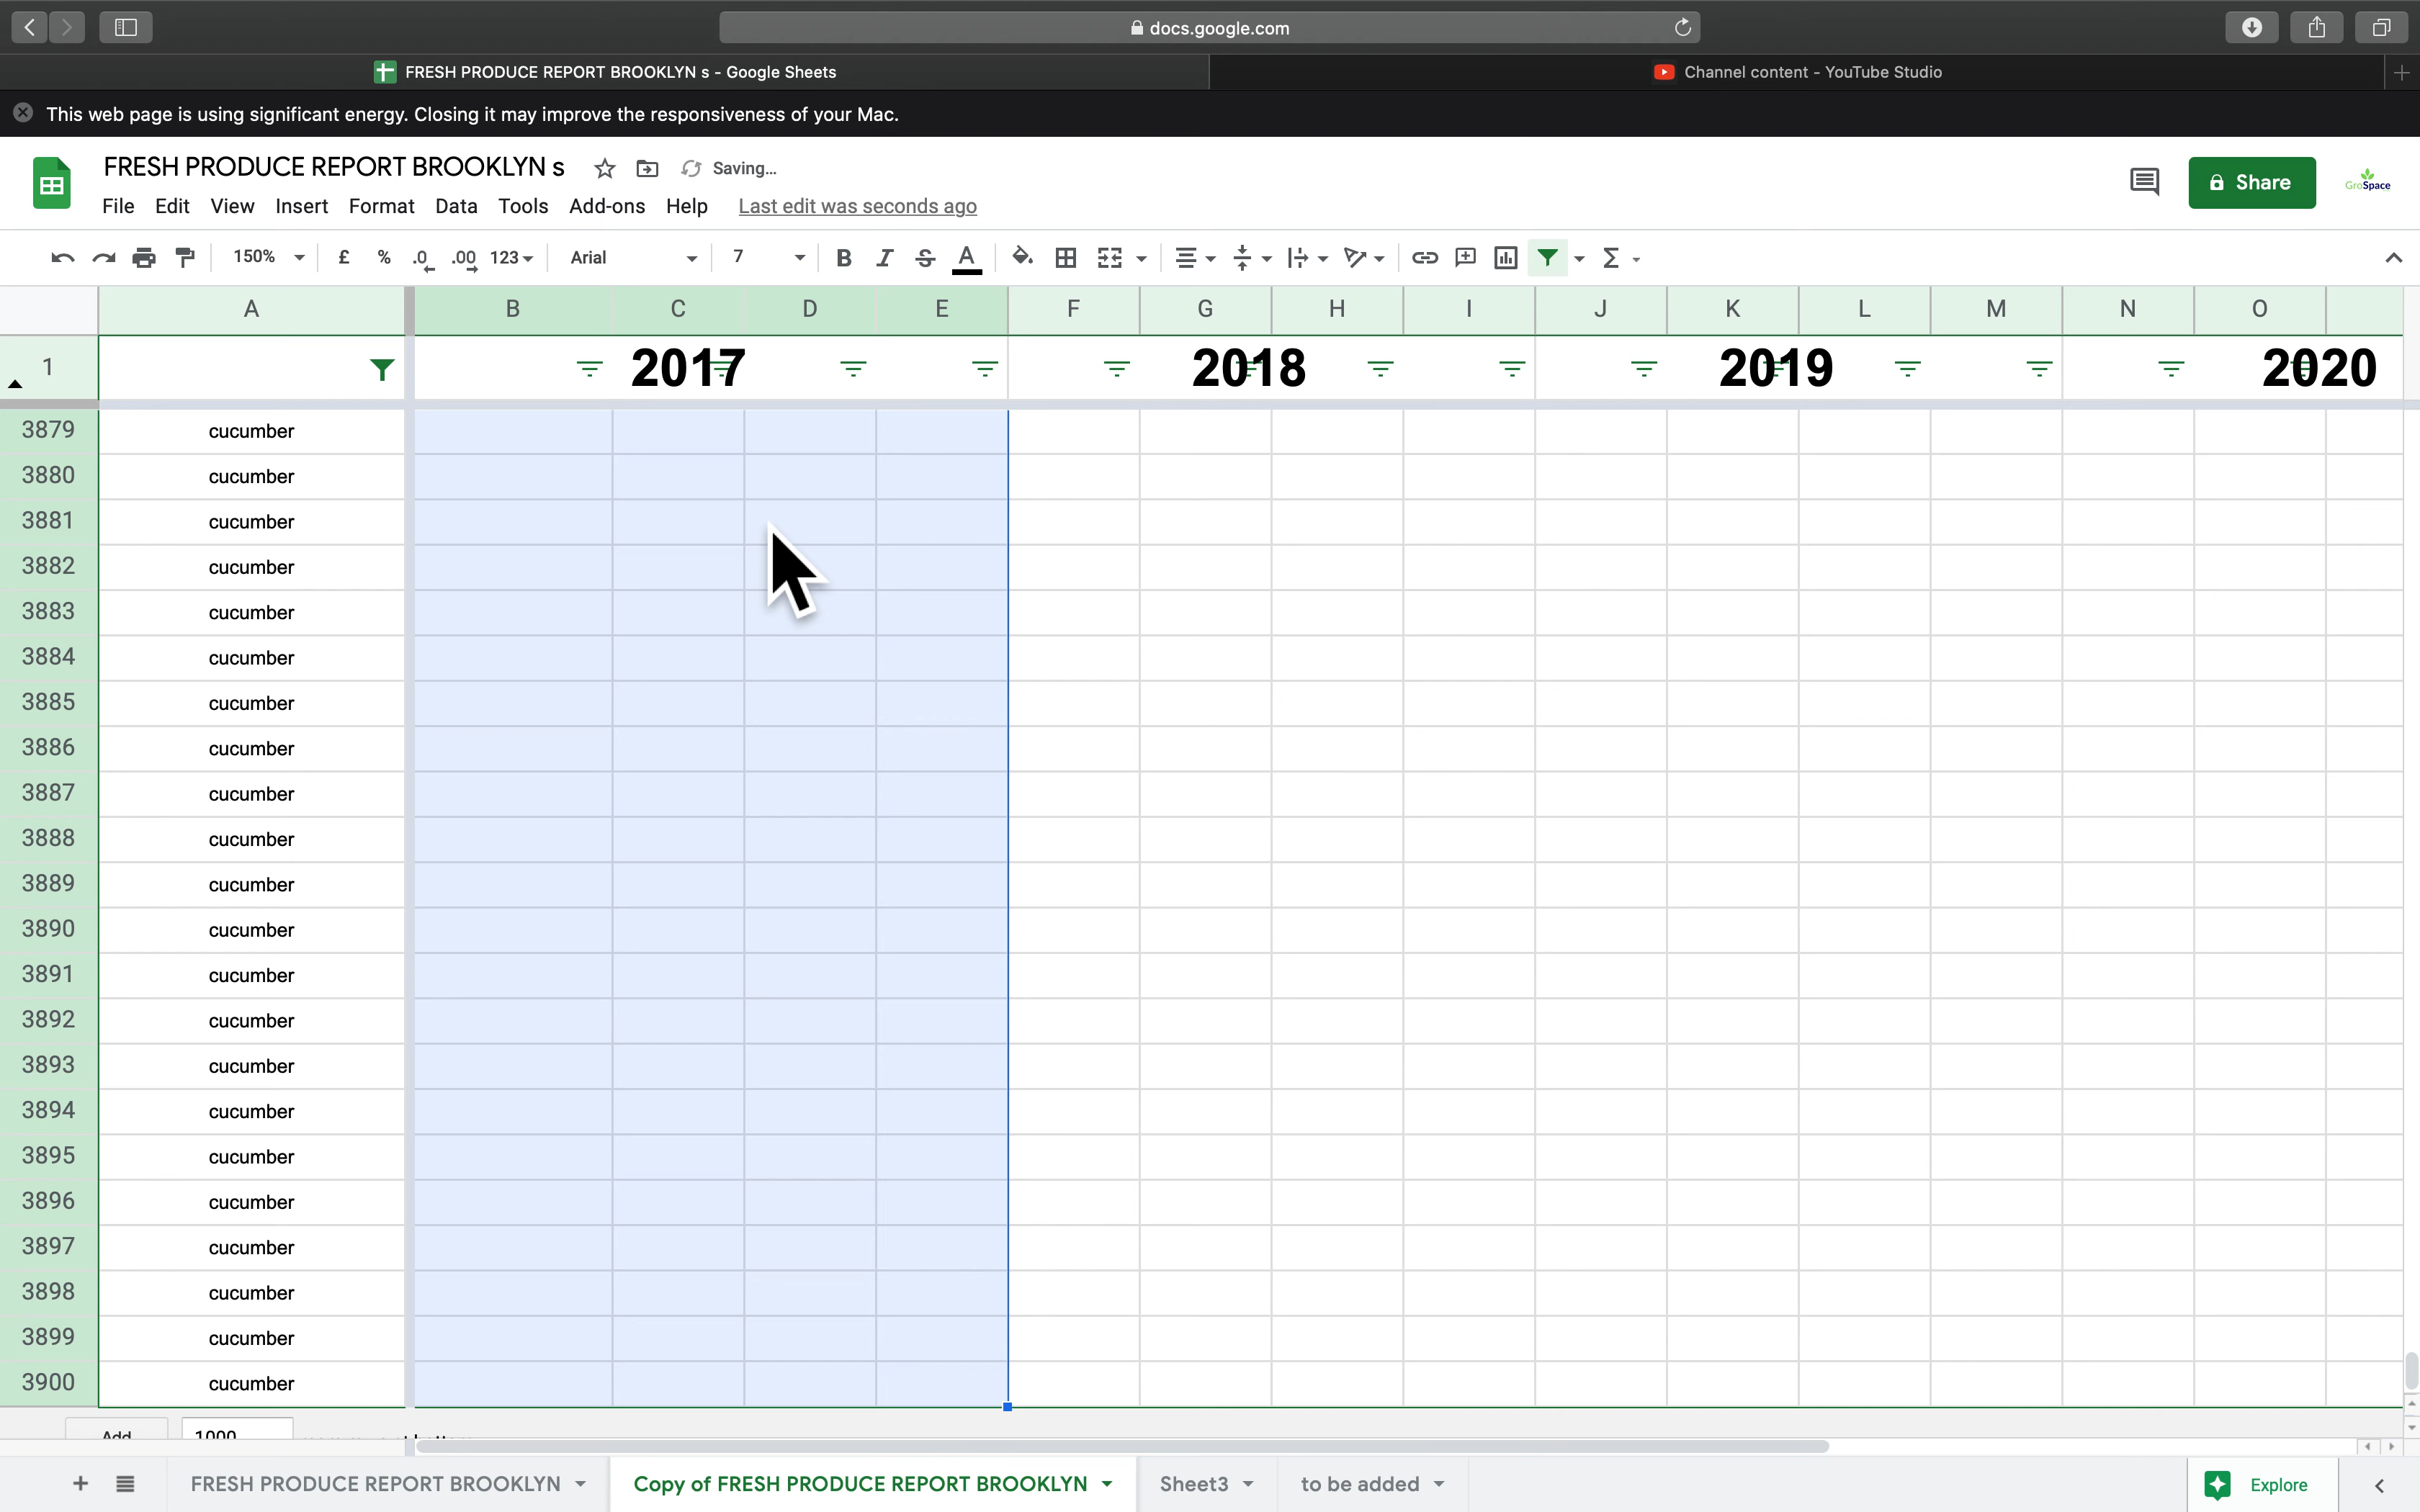 docs.google.com
FRESH PRODUCE REPORT BROOKLYN s - Google Sheets
Channel content - YouTube Studio
This web page is using significant energy. Closing it may improve the responsiveness of your Mac.
FRESH PRODUCE REPORT BROOKLYN s
Saving...
Share
GroSpace
File Edit View Insert Format Data Tools Add-ons Help Last edit was seconds ago
150% £ % .0 .00 123 Arial 7 B I S A
A B C D E F G H I J K L M N O
1 2017 2018 2019 2020
3879 cucumber
3880 cucumber
3881 cucumber
3882 cucumber
3883 cucumber
3884 cucumber
3885 cucumber
3886 cucumber
3887 cucumber
3888 cucumber
3889 cucumber
3890 cucumber
3891 cucumber
3892 cucumber
3893 cucumber
3894 cucumber
3895 cucumber
3896 cucumber
3897 cucumber
3898 cucumber
3899 cucumber
3900 cucumber
Add 1000
FRESH PRODUCE REPORT BROOKLYN Copy of FRESH PRODUCE REPORT BROOKLYN Sheet3 to be added Explore